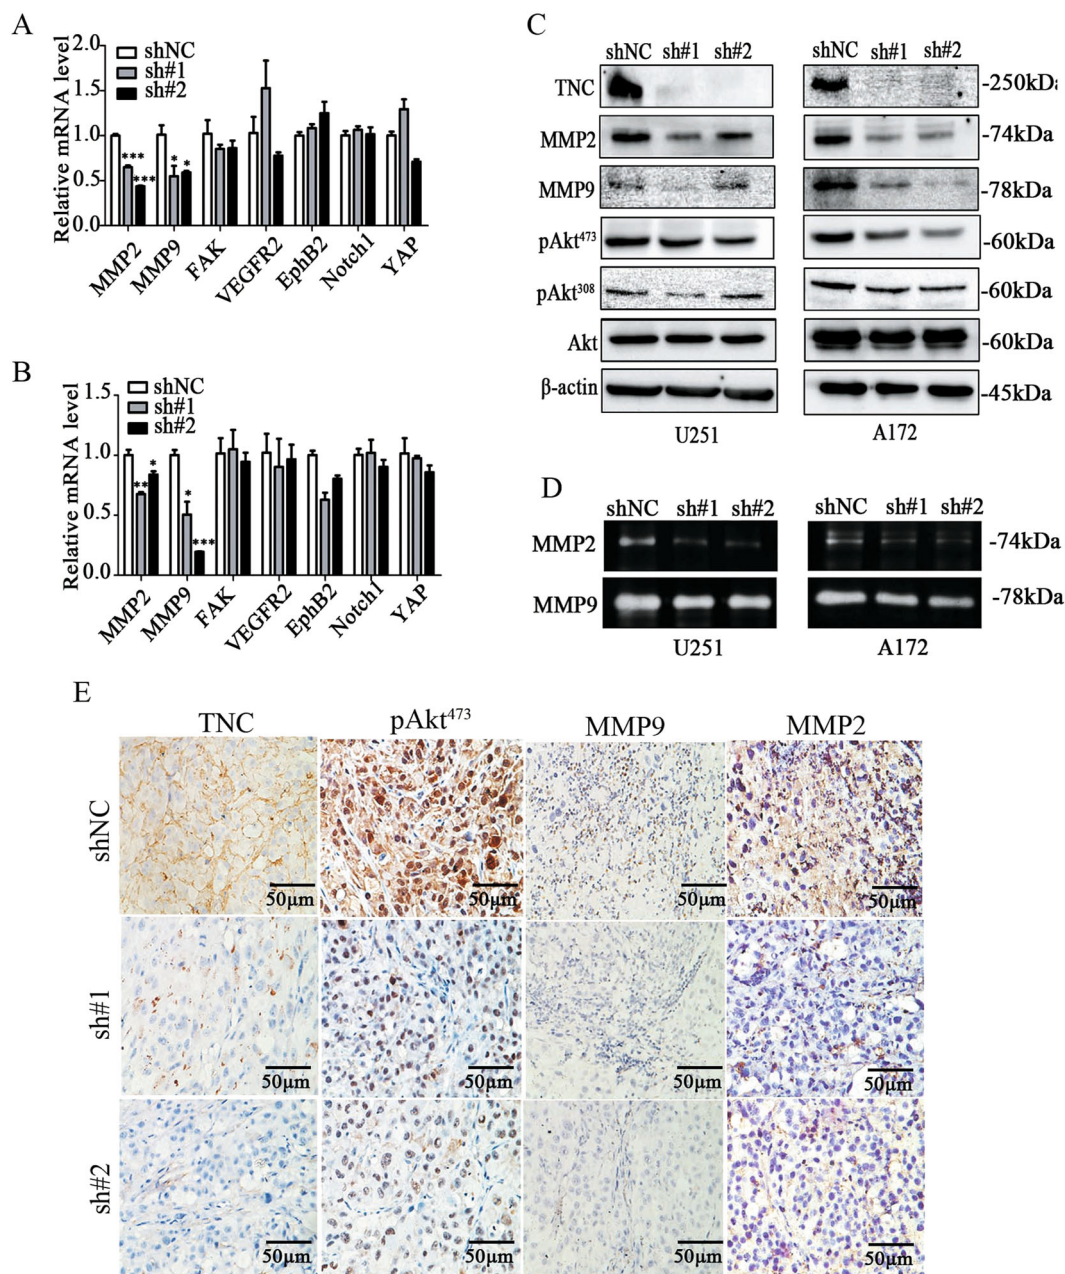 A
Relative mRNA level
2.0
1.5
1.0
0.5
0.0
shNC
sh#1
sh#2
***
***
*
*
MMP2
MMP9
FAK
VEGFR2
EphB2
Notch1
YAP
B
Relative mRNA level
1.5
1.0
0.5
0.0
shNC
sh#1
sh#2
**
*
*
***
MMP2
MMP9
FAK
VEGFR2
EphB2
Notch1
YAP
C
shNC sh#1 sh#2 shNC sh#1 sh#2
TNC -250kDa
MMP2 -74kDa
MMP9 -78kDa
pAkt⁴⁷³ -60kDa
pAkt³⁰⁸ -60kDa
Akt -60kDa
β-actin -45kDa
U251 A172
D
shNC sh#1 sh#2 shNC sh#1 sh#2
MMP2 -74kDa
MMP9 -78kDa
U251 A172
E
TNC pAkt⁴⁷³ MMP9 MMP2
shNC
50μm 50μm 50μm 50μm
sh#1
50μm 50μm 50μm 50μm
sh#2
50μm 50μm 50μm 50μm